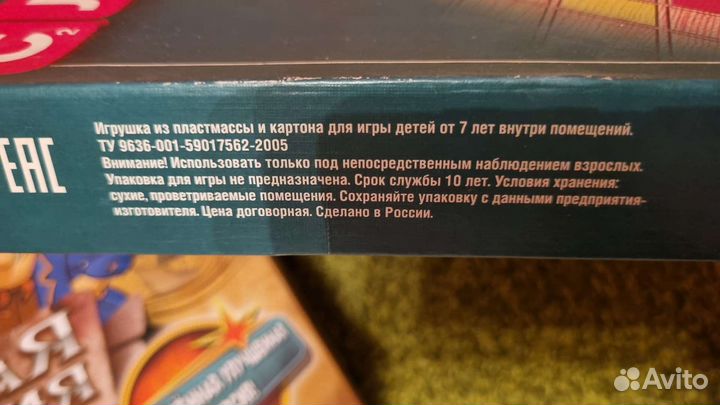 EAC
Игрушка из пластмассы и картона для игры детей от 7 лет внутри помещений.
ТУ 9636-001-59017562-2005
Внимание! Использовать только под непосредственным наблюдением взрослых.
Упаковка для игры не предназначена. Срок службы 10 лет. Условия хранения:
сухие, проветриваемые помещения. Сохраняйте упаковку с данными предприятия-
изготовителя. Цена договорная. Сделано в России.
Avito